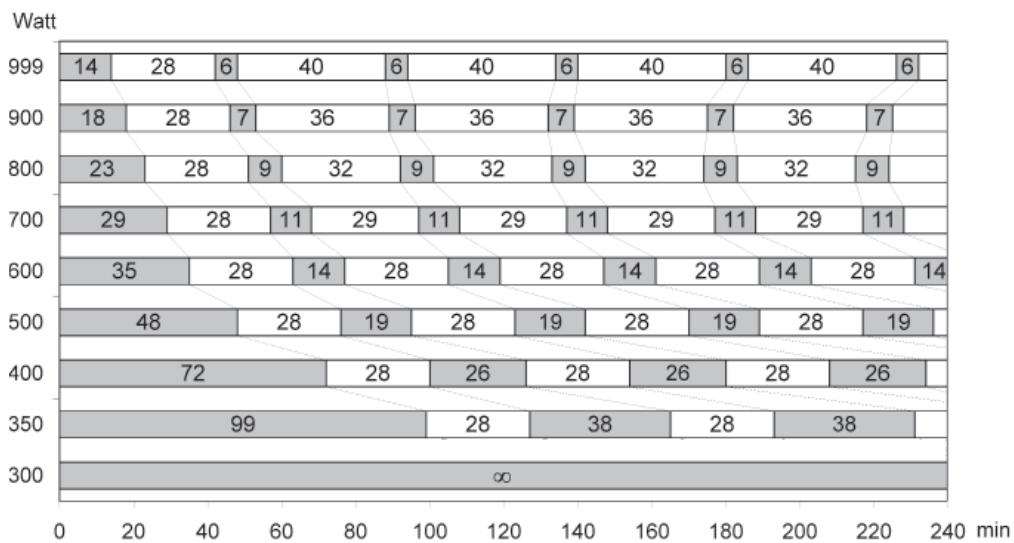 Watt
999 14 28 6 40 6 40 6 40 6 40 6
900 18 28 7 36 7 36 7 36 7 36 7
800 23 28 9 32 9 32 9 32 9 32 9
700 29 28 11 29 11 29 11 29 11 29 11
600 35 28 14 28 14 28 14 28 14 28 14
500 48 28 19 28 19 28 19 28 19
400 72 28 26 28 26 28 26
350 99 28 38 28 38
300 ∞
0 20 40 60 80 100 120 140 160 180 200 220 240 min